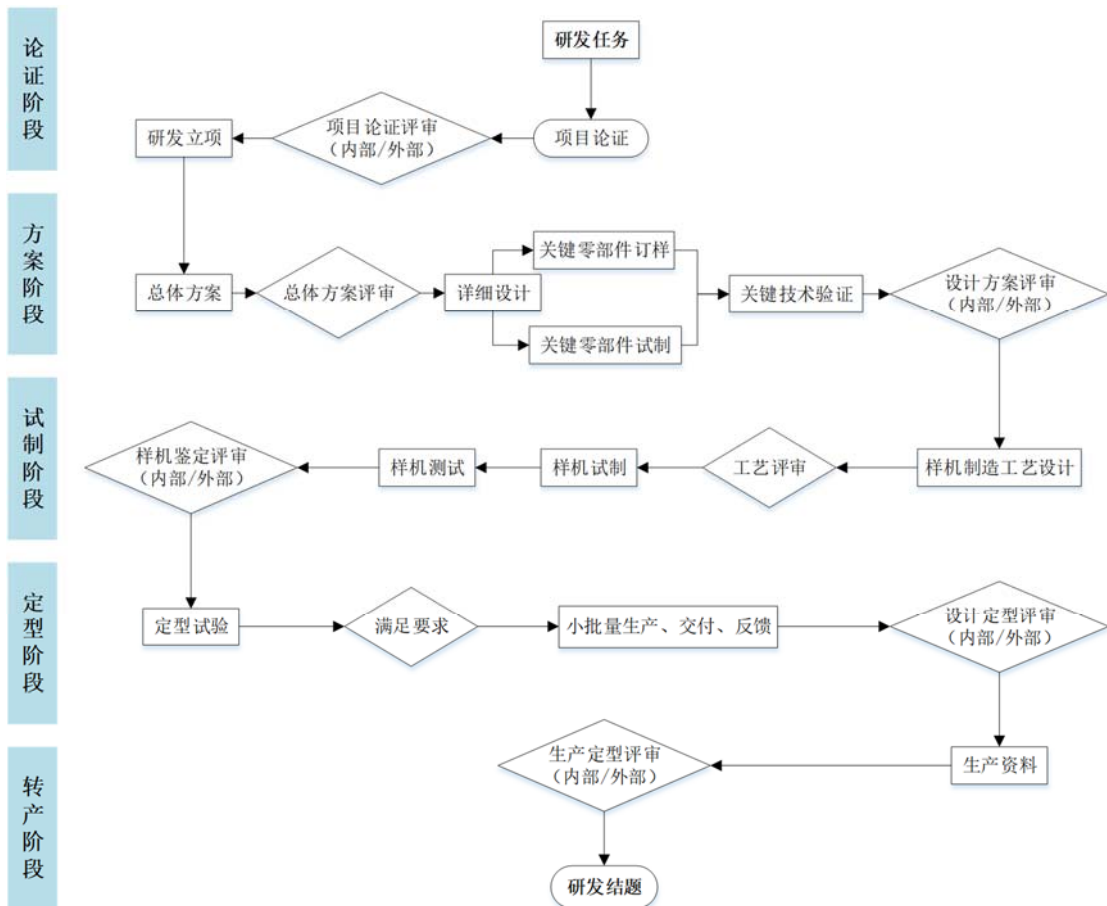 论证阶段
研发任务
项目论证
项目论证评审
（内部/外部）
研发立项
方案阶段
总体方案
总体方案评审
详细设计
关键零部件订样
关键零部件试制
关键技术验证
设计方案评审
（内部/外部）
试制阶段
样机制造工艺设计
工艺评审
样机试制
样机测试
样机鉴定评审
（内部/外部）
定型阶段
定型试验
满足要求
小批量生产、交付、反馈
设计定型评审
（内部/外部）
转产阶段
生产资料
生产定型评审
（内部/外部）
研发结题